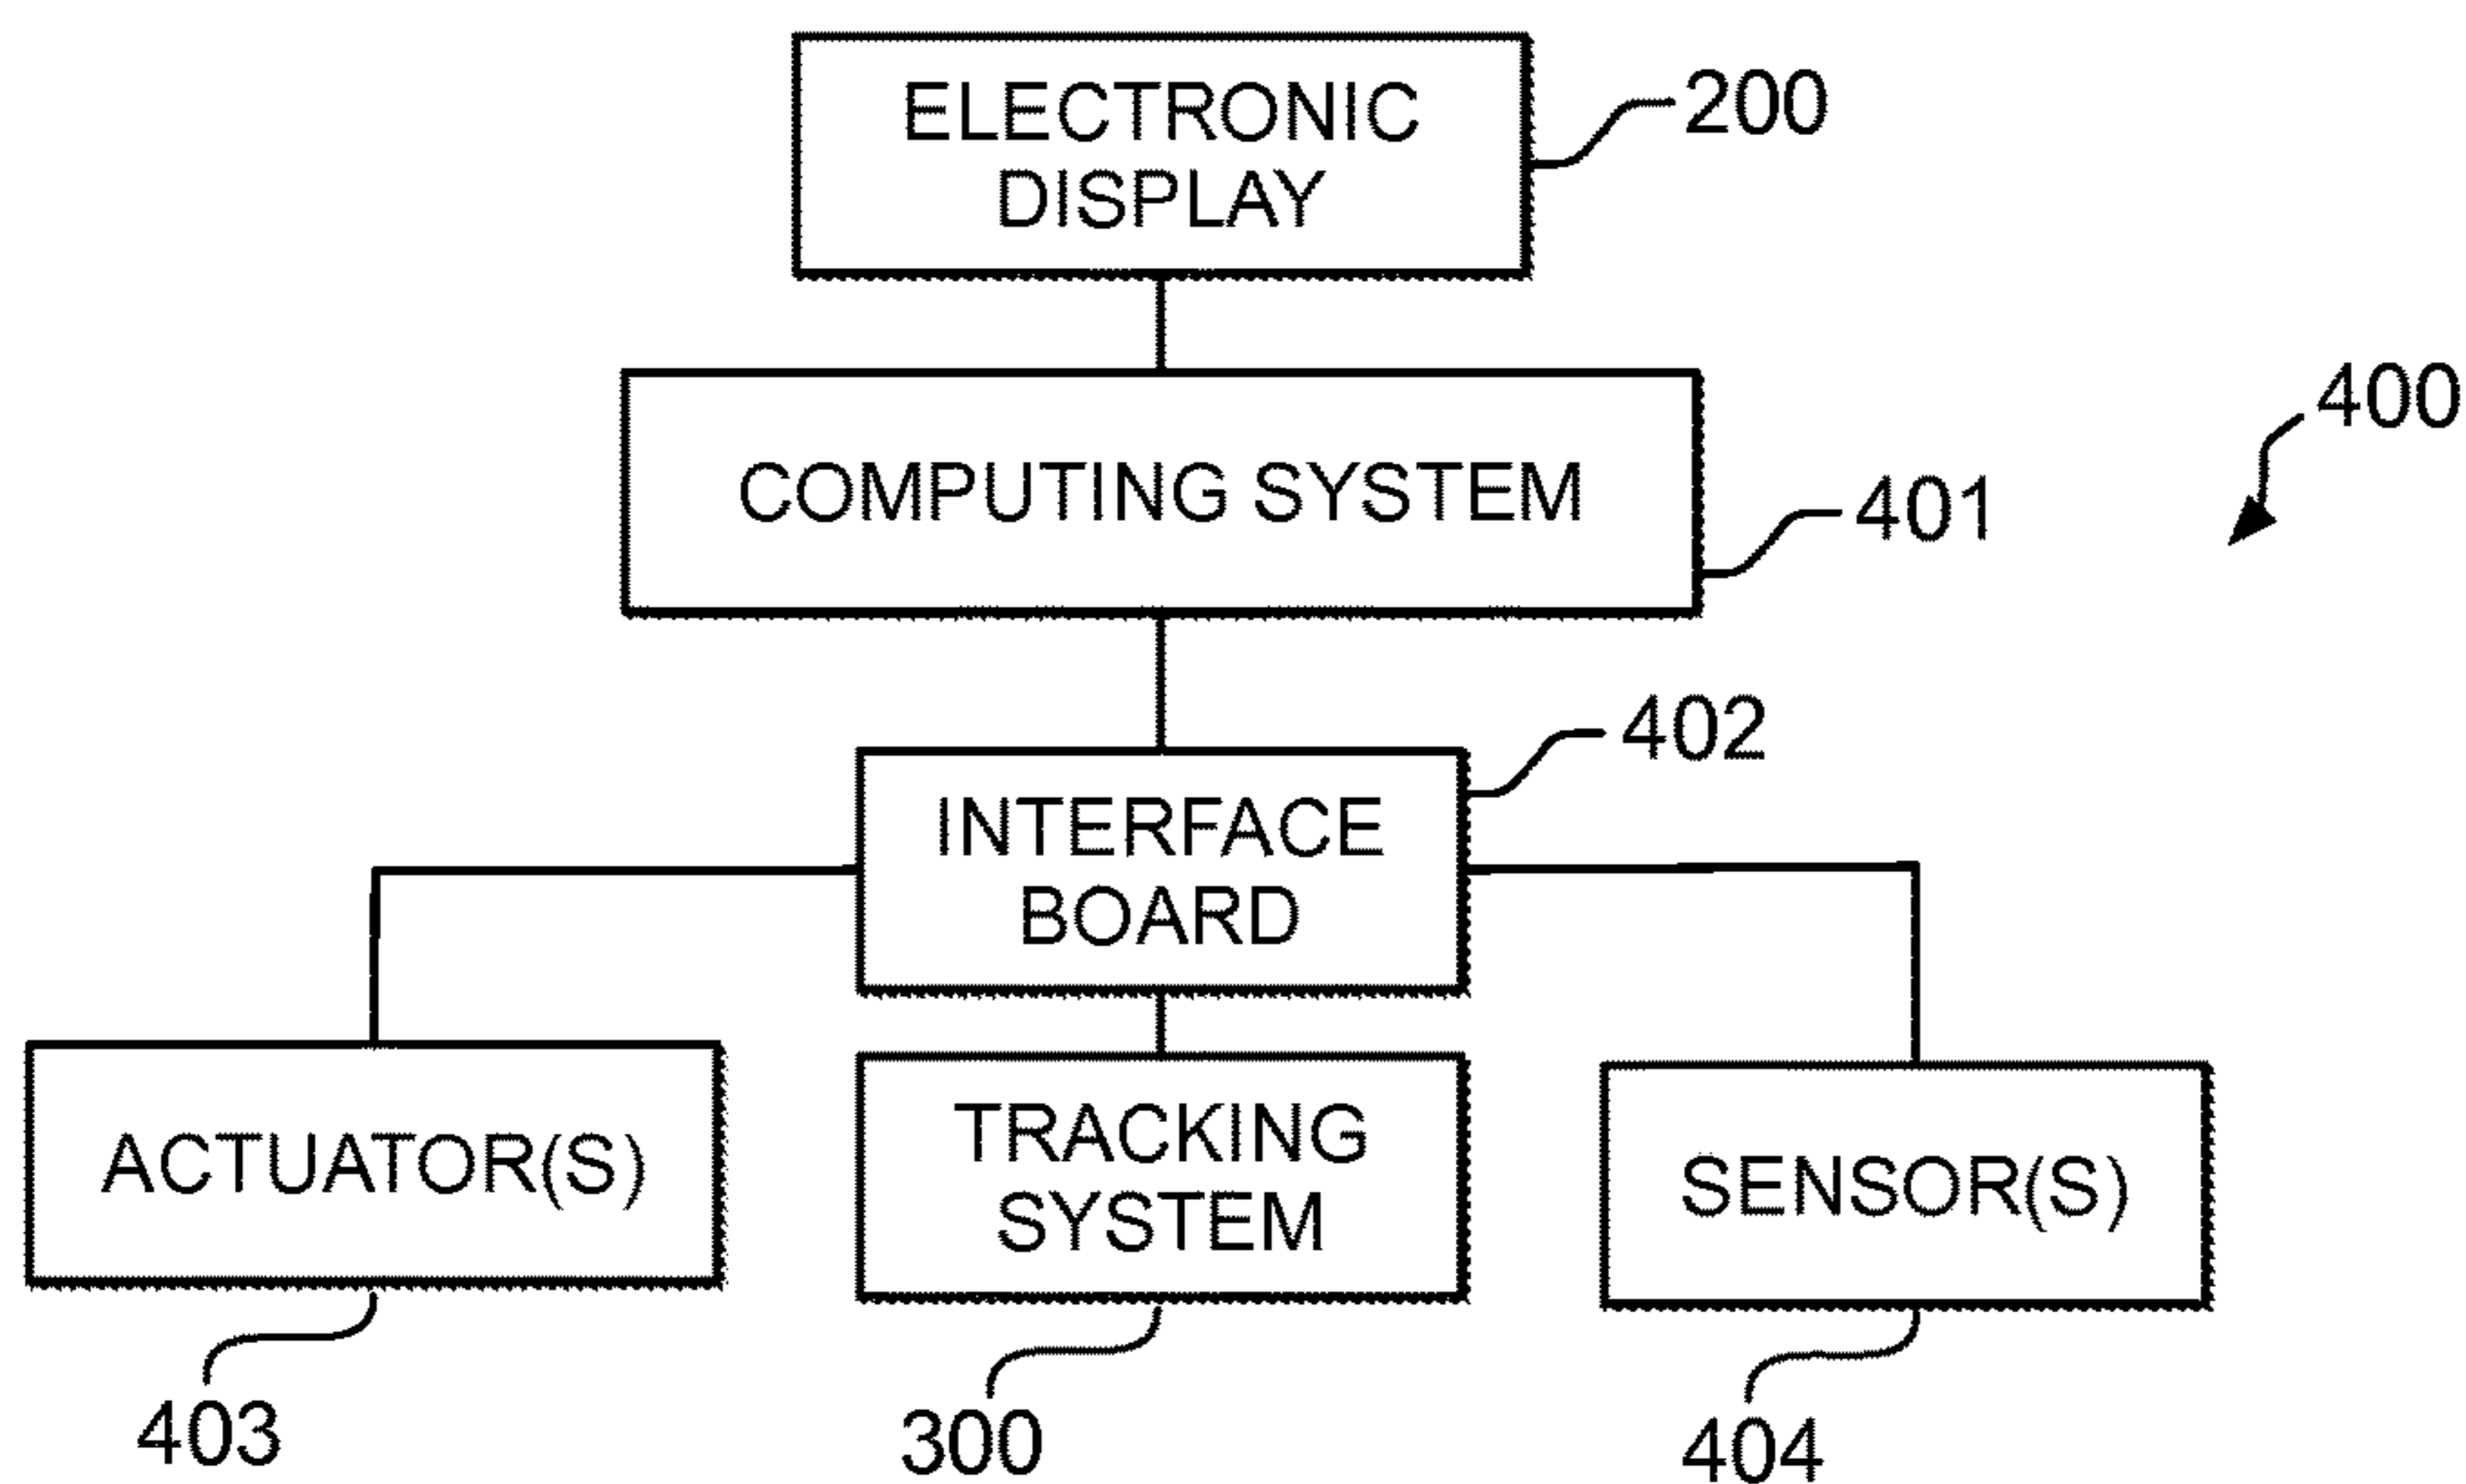 ELECTRONIC
DISPLAY
200
COMPUTING SYSTEM
400
401
INTERFACE
BOARD
402
ACTUATOR(S)
TRACKING
SYSTEM
SENSOR(S)
403
300
404